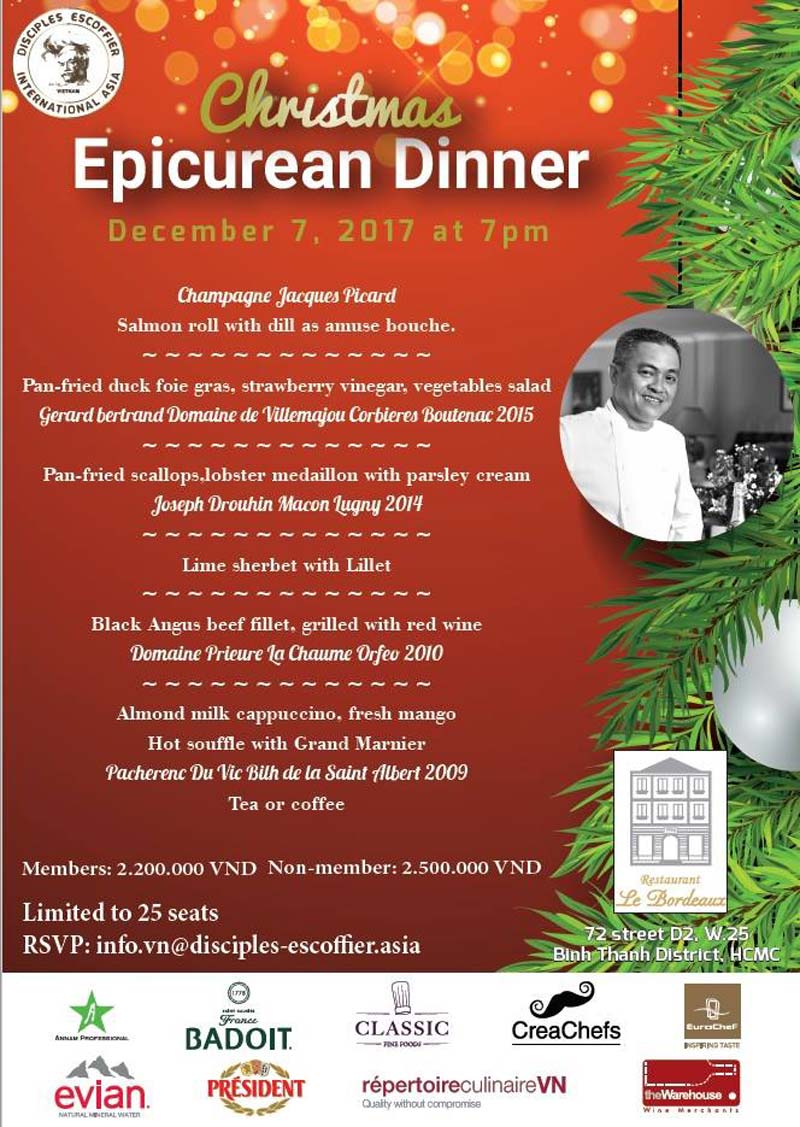 DISCIPLES ESCOFFIER
VIETNAM
INTERNATIONAL ASIA
Christmas
Epicurean Dinner
December 7, 2017 at 7pm
Champagne Jacques Picard
Salmon roll with dill as amuse bouche.
~ ~ ~ ~ ~ ~ ~ ~ ~ ~ ~ ~ ~
Pan-fried duck foie gras, strawberry vinegar, vegetables salad
Gerard bertrand Domaine de Villemajou Corbieres Boutenac 2015
~ ~ ~ ~ ~ ~ ~ ~ ~ ~ ~ ~ ~
Pan-fried scallops,lobster medaillon with parsley cream
Joseph Drouhin Macon Lugny 2014
~ ~ ~ ~ ~ ~ ~ ~ ~ ~ ~ ~ ~
Lime sherbet with Lillet
~ ~ ~ ~ ~ ~ ~ ~ ~ ~ ~ ~ ~
Black Angus beef fillet, grilled with red wine
Domaine Prieure La Chaume Orfeo 2010
~ ~ ~ ~ ~ ~ ~ ~ ~ ~ ~ ~ ~
Almond milk cappuccino, fresh mango
Hot souffle with Grand Marnier
Pacherenc Du Vic Bilh de la Saint Albert 2009
Tea or coffee
Members: 2.200.000 VND Non-member: 2.500.000 VND
Limited to 25 seats
RSVP: info.vn@disciples-escoffier.asia
Restaurant
Le Bordeaux
72 street D2, W.25
Binh Thanh District, HCMC
ANNAM PROFESSIONAL
1778
France
BADOIT.
CLASSIC
FINE FOODS
CreaChefs
EuroChef
INSPIRING TASTE
evian.
NATURAL MINERAL WATER
PRÉSIDENT
répertoireculinaireVN
Quality without compromise
theWarehouse
Wine Merchants